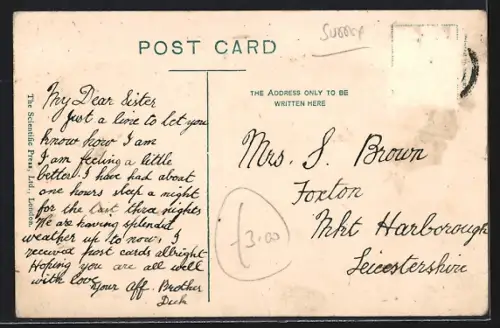 Surrey
POST CARD
THE ADDRESS ONLY TO BE
WRITTEN HERE
The Scientific Press, Ltd., London.
My Dear Sister
Just a line to let you
know how I am
I am feeling a little
better I have had about
one hours sleep a night
for the last three nights
We are having splendid
weather up to now, I
received post cards allright
Hoping you are all well
with love
your Aff. Brother
Dick
Mrs. S. Brown
Foxton
Mkt Harborough
Leicestershire
£3.00